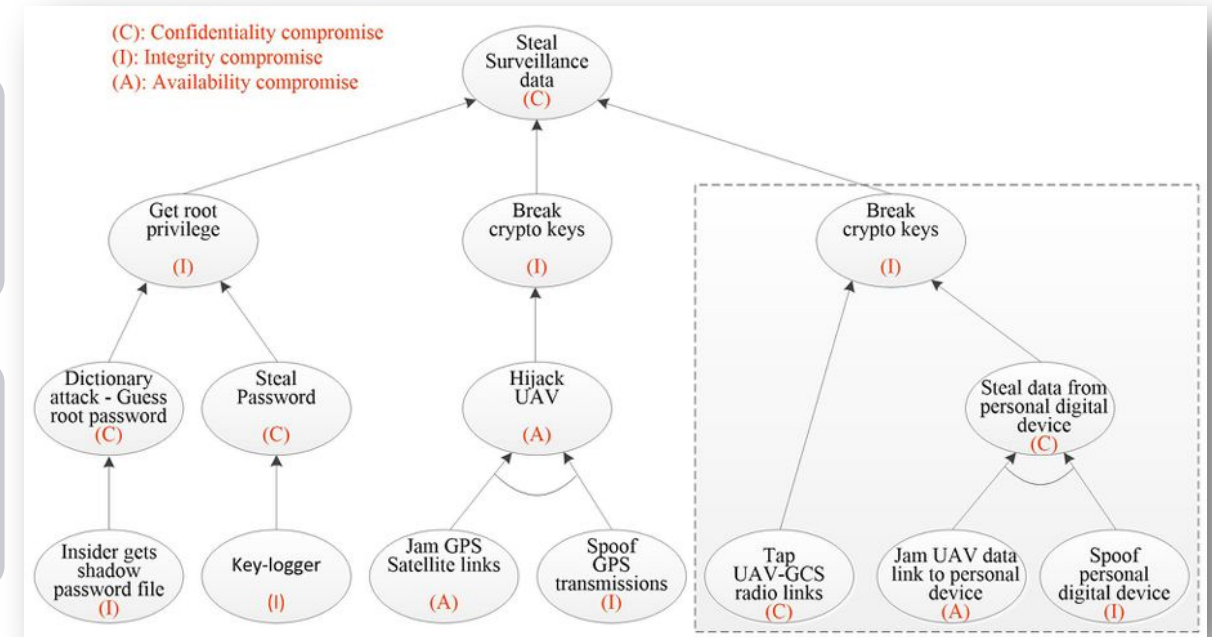 (C): Confidentiality compromise
(I): Integrity compromise
(A): Availability compromise
Steal
Surveillance
data
(C)
Get root
privilege
(I)
Break
crypto keys
(I)
Break
crypto keys
(I)
Dictionary
attack - Guess
root password
(C)
Steal
Password
(C)
Hijack
UAV
(A)
Steal data from
personal digital
device
(C)
Insider gets
shadow
password file
(I)
Key-logger
(I)
Jam GPS
Satellite links
(A)
Spoof
GPS
transmissions
(I)
Tap
UAV-GCS
radio links
(C)
Jam UAV data
link to personal
device
(A)
Spoof
personal
digital device
(I)